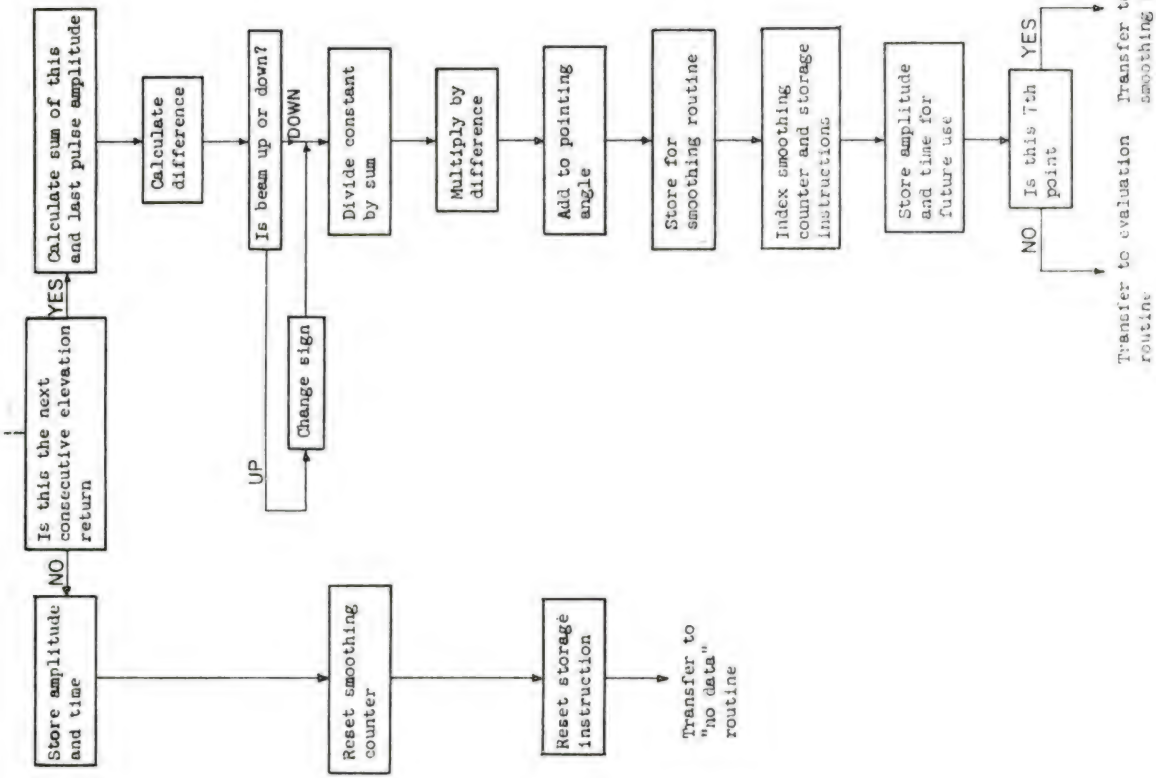 Is this the next
consecutive elevation
return
NO
YES
Store amplitude
and time
Reset smoothing
counter
Reset storage
instruction
Transfer to
"no data"
routine
Calculate sum of this
and last pulse amplitude
Calculate
difference
Is beam up or down?
UP
DOWN
Change sign
Divide constant
by sum
Multiply by
difference
Add to pointing
angle
Store for
smoothing routine
Index smoothing
counter and storage
instructions
Store amplitude
and time for
future use
Is this 7th
point
NO
YES
Transfer to evaluation
routine
Transfer to
smoothing